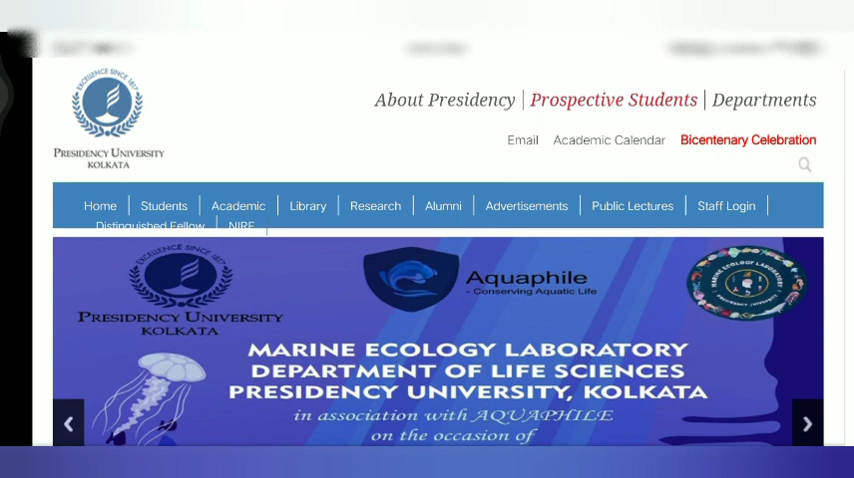 EXCELLENCE SINCE 1817
PRESIDENCY UNIVERSITY
KOLKATA
About Presidency | Prospective Students | Departments
Email Academic Calendar Bicentenary Celebration
Home Students Academic Library Research Alumni Advertisements Public Lectures Staff Login
Distinguished Fellow NIRF
EXCELLENCE SINCE 1817
PRESIDENCY UNIVERSITY
KOLKATA
Aquaphile
- Conserving Aquatic Life
MARINE ECOLOGY LABORATORY
PRESIDENCY UNIVERSITY
MARINE ECOLOGY LABORATORY
DEPARTMENT OF LIFE SCIENCES
PRESIDENCY UNIVERSITY, KOLKATA
in association with AQUAPHILE
on the occasion of